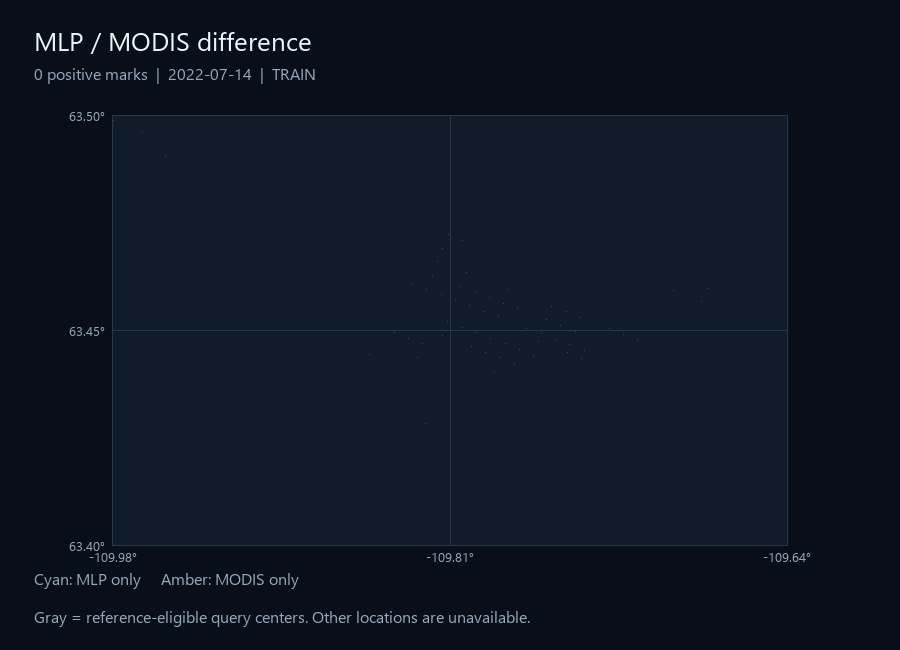 MLP / MODIS difference
0 positive marks | 2022-07-14 | TRAIN
63.50°
63.45°
63.40°
-109.98°
-109.81°
-109.64°
Cyan: MLP only Amber: MODIS only
Gray = reference-eligible query centers. Other locations are unavailable.